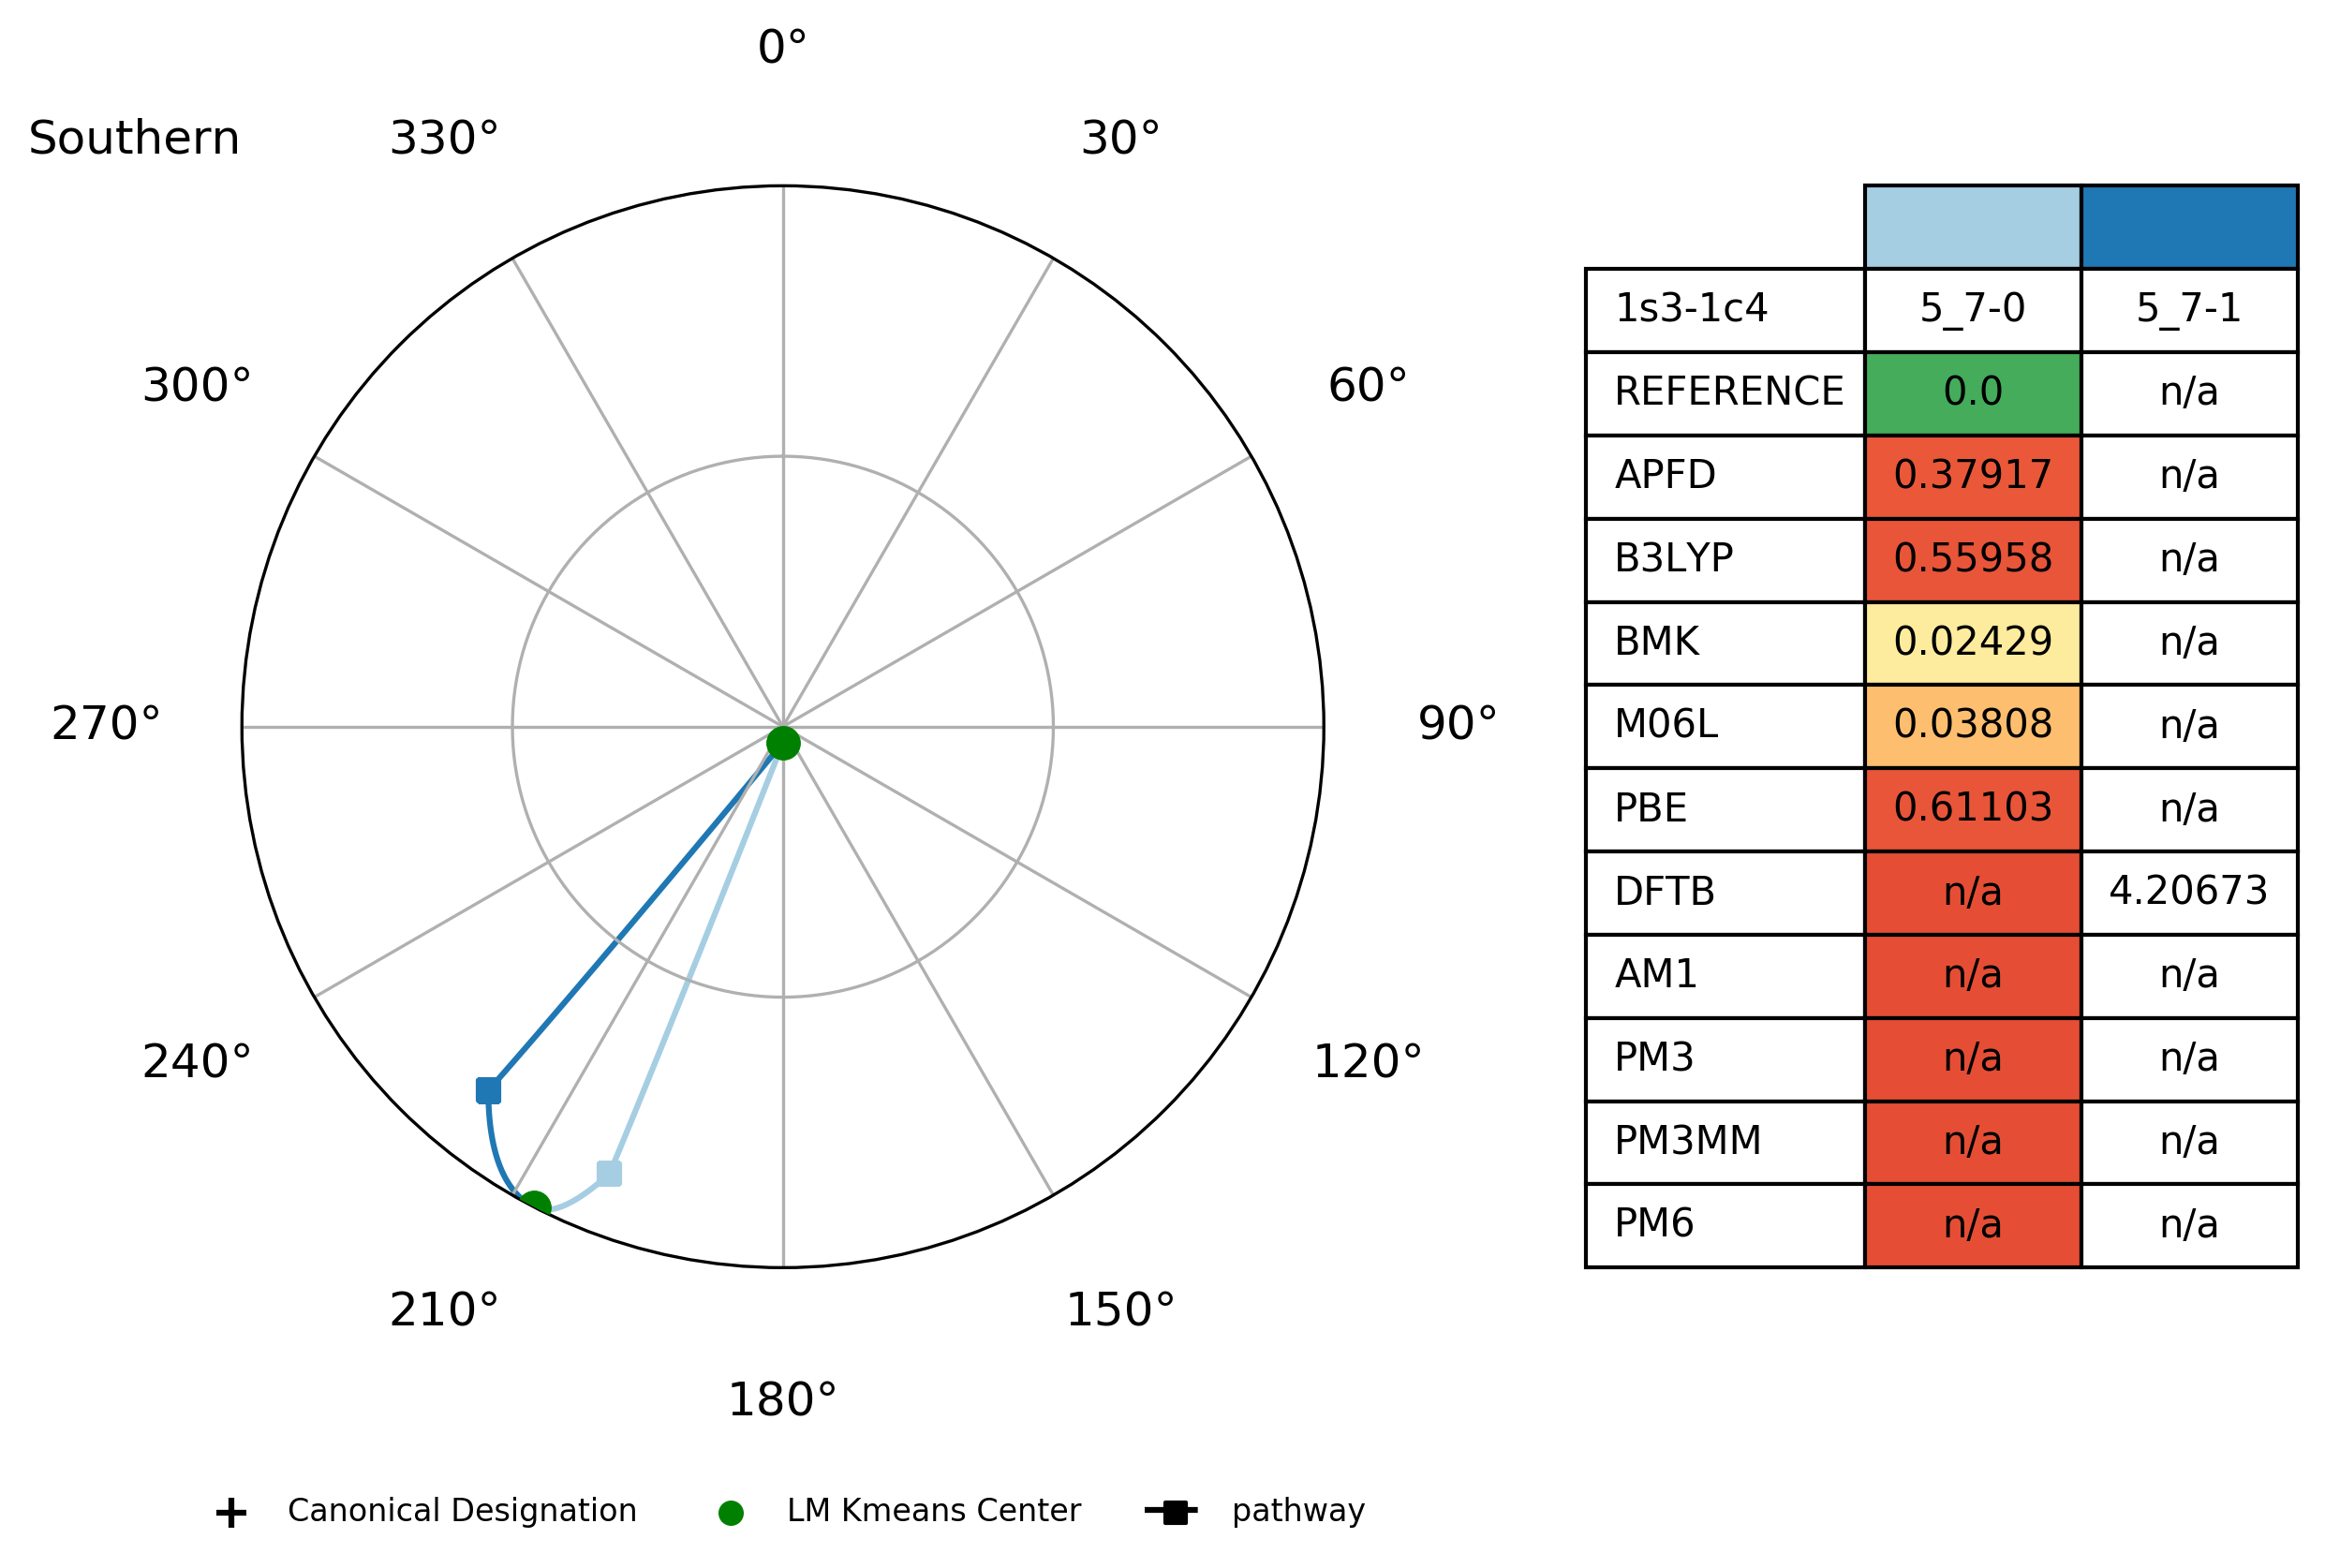 0°
Southern
330°
30°
300°
60°
270°
90°
240°
120°
210°
150°
180°
1s3-1c4 5_7-0 5_7-1
REFERENCE 0.0 n/a
APFD 0.37917 n/a
B3LYP 0.55958 n/a
BMK 0.02429 n/a
M06L 0.03808 n/a
PBE 0.61103 n/a
DFTB n/a 4.20673
AM1 n/a n/a
PM3 n/a n/a
PM3MM n/a n/a
PM6 n/a n/a
Canonical Designation
LM Kmeans Center
pathway